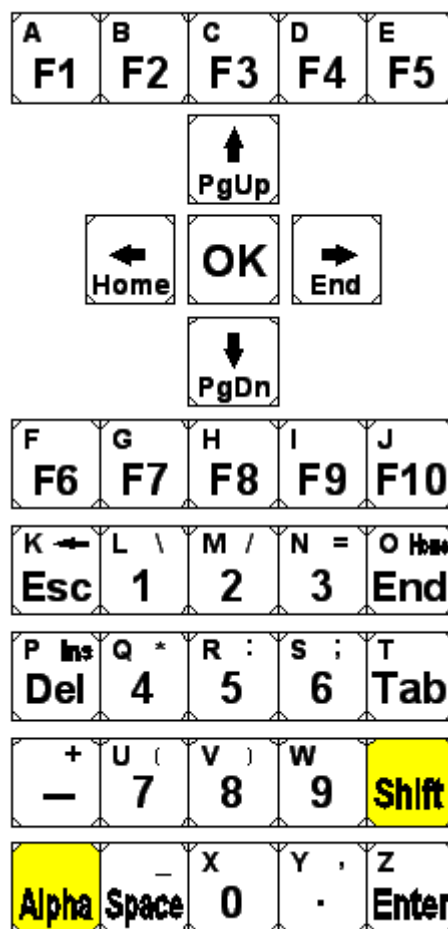 A B C D E
F1 F2 F3 F4 F5
PgUp
OK
Home End
PgDn
F G H I J
F6 F7 F8 F9 F10
K L \ M / N = O Home
Esc 1 2 3 End
P Ins Q * R : S ; T
Del 4 5 6 Tab
+ U ( V ) W
— 7 8 9 Shift
_ X Y , Z
Alpha Space 0 . Enter